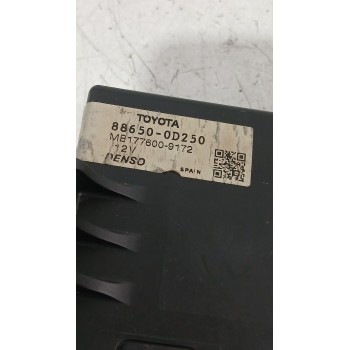 TOYOTA
88650-0D250
MB177600-9172
12V
DENSO
SPAIN